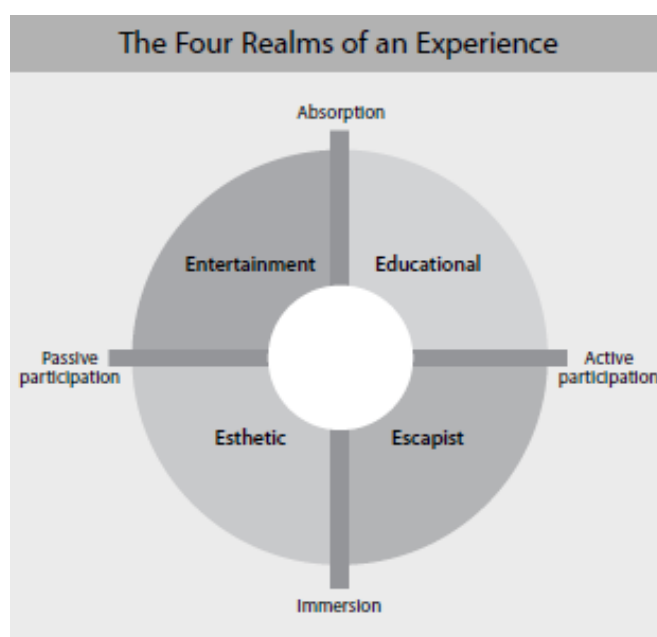 The Four Realms of an Experience
Absorption
Entertainment
Educational
Passive
participation
Active
participation
Esthetic
Escapist
Immersion